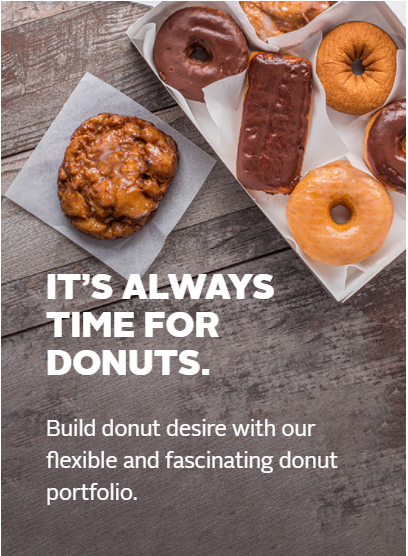 IT’S ALWAYS
TIME FOR
DONUTS.
Build donut desire with our
flexible and fascinating donut
portfolio.